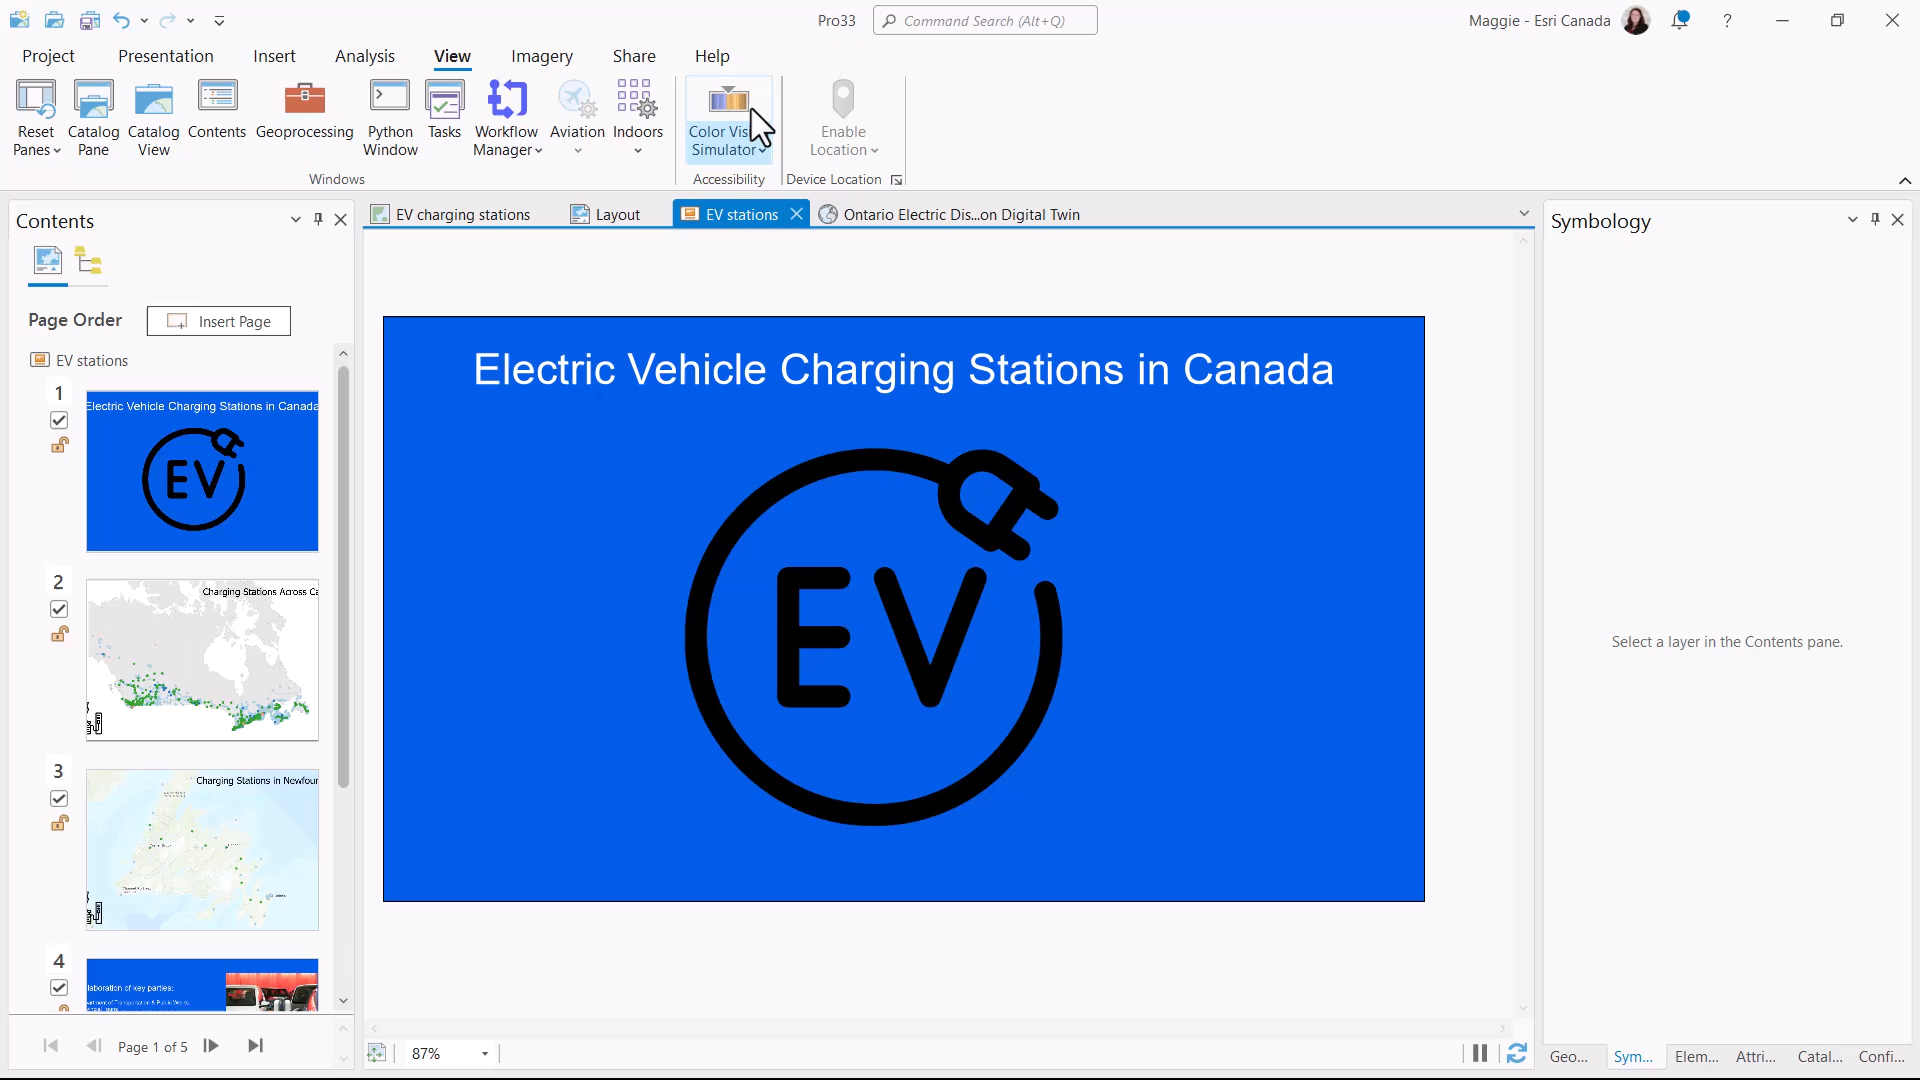 Pro33
Command Search (Alt+Q)
Maggie - Esri Canada
?
Project Presentation Insert Analysis View Imagery Share Help
Reset Panes
Catalog Pane
Catalog View
Contents
Geoprocessing
Python Window
Tasks
Workflow Manager
Aviation
Indoors
Simulator
Enable Location
Windows
Accessibility
Device Location
Contents
EV charging stations
Layout
EV stations
Ontario Electric Dis...on Digital Twin
Symbology
Page Order
Insert Page
EV stations
1
Electric Vehicle Charging Stations in Canada
EV
2
Charging Stations Across Ca
3
Charging Stations in Newfour
4
laboration of key parties:
Electric Vehicle Charging Stations in Canada
EV
Select a layer in the Contents pane.
Page 1 of 5
87%
Geo...
Sym...
Elem...
Attri...
Catal...
Confi...